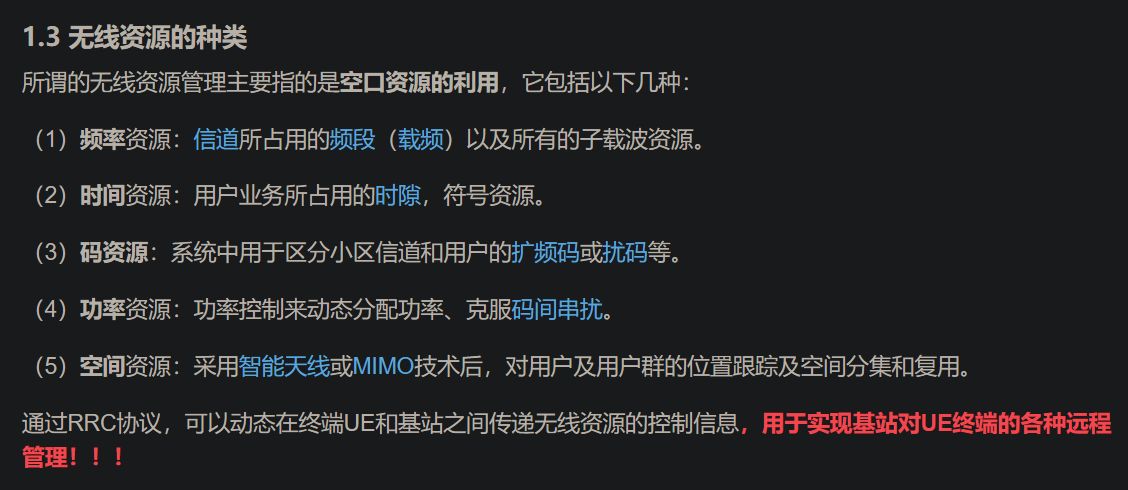 1.3 无线资源的种类
所谓的无线资源管理主要指的是空口资源的利用，它包括以下几种：
（1）频率资源：信道所占用的频段（载频）以及所有的子载波资源。
（2）时间资源：用户业务所占用的时隙，符号资源。
（3）码资源：系统中用于区分小区信道和用户的扩频码或扰码等。
（4）功率资源：功率控制来动态分配功率、克服码间串扰。
（5）空间资源：采用智能天线或MIMO技术后，对用户及用户群的位置跟踪及空间分集和复用。
通过RRC协议，可以动态在终端UE和基站之间传递无线资源的控制信息，用于实现基站对UE终端的各种远程
管理！！！